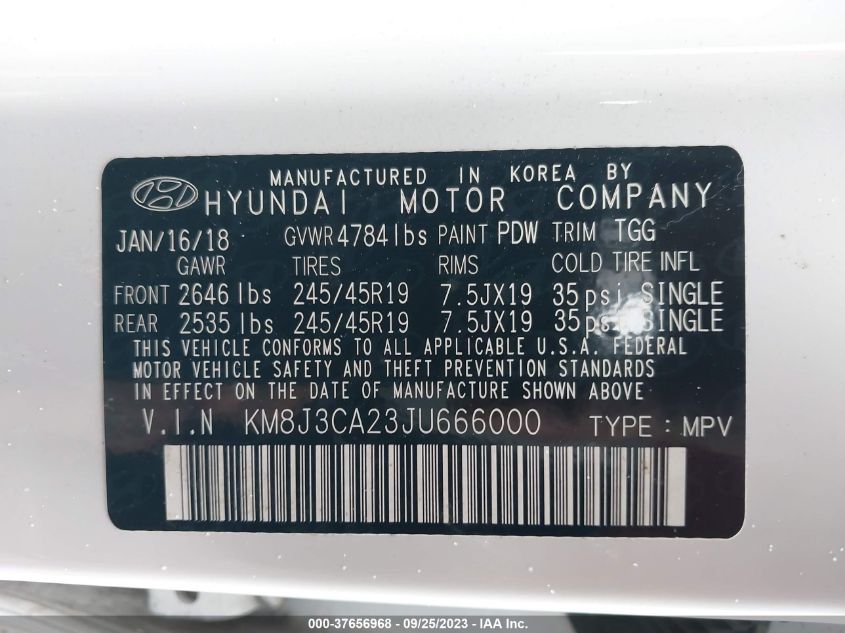 MANUFACTURED IN KOREA BY
HYUNDAI MOTOR COMPANY
JAN/16/18 GVWR 4784 lbs PAINT PDW TRIM TGG
GAWR TIRES RIMS COLD TIRE INFL
FRONT 2646 lbs 245/45R19 7.5JX19 35 psi, SINGLE
REAR 2535 lbs 245/45R19 7.5JX19 35 psi, SINGLE
THIS VEHICLE CONFORMS TO ALL APPLICABLE U.S.A. FEDERAL
MOTOR VEHICLE SAFETY AND THEFT PREVENTION STANDARDS
IN EFFECT ON THE DATE OF MANUFACTURE SHOWN ABOVE
V.I.N KM8J3CA23JU666000 TYPE : MPV
000-37656968 - 09/25/2023 - IAA Inc.